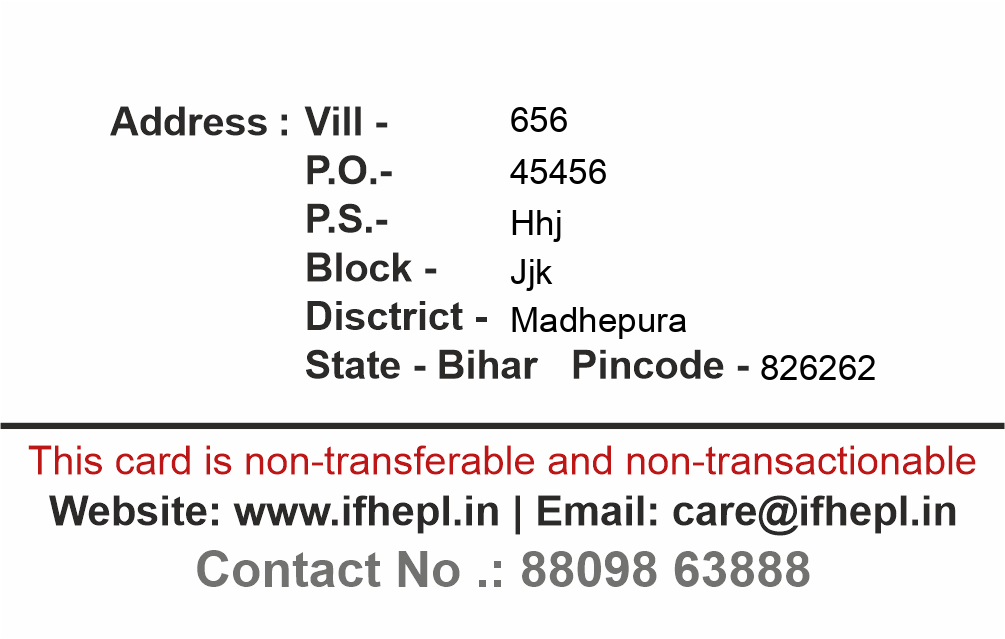 Address : Vill - 656
P.O.- 45456
P.S.- Hhj
Block - Jjk
Disctrict - Madhepura
State - Bihar Pincode - 826262
This card is non-transferable and non-transactionable
Website: www.ifhepl.in | Email: care@ifhepl.in
Contact No .: 88098 63888